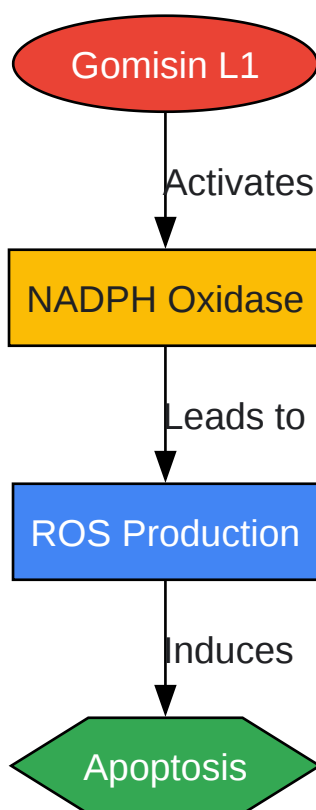 Gomisin L1
Activates
NADPH Oxidase
Leads to
ROS Production
Induces
Apoptosis